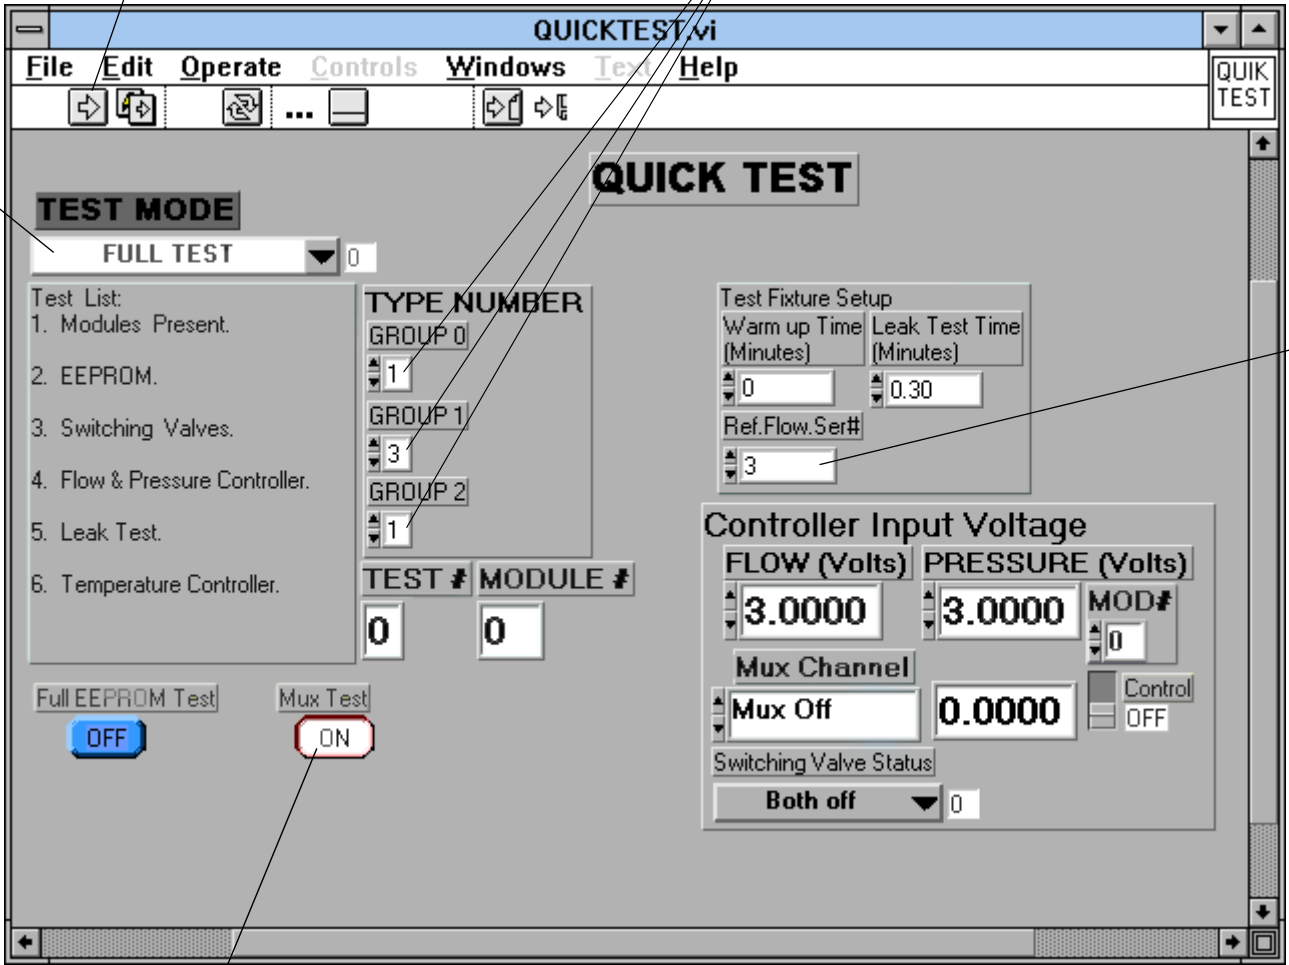 QUICKTEST.vi
File Edit Operate Controls Windows Text Help
QUIK
TEST
...
QUICK TEST
TEST MODE
FULL TEST 0
Test List:
1. Modules Present.
2. EEPROM.
3. Switching Valves.
4. Flow & Pressure Controller.
5. Leak Test.
6. Temperature Controller.
TYPE NUMBER
GROUP 0
1
GROUP 1
3
GROUP 2
1
TEST # MODULE #
0 0
Full EEPROM Test Mux Test
OFF ON
Test Fixture Setup
Warm up Time Leak Test Time
(Minutes) (Minutes)
0 0.30
Ref.Flow.Ser#
3
Controller Input Voltage
FLOW (Volts) PRESSURE (Volts)
3.0000 3.0000
MOD#
0
Mux Channel
Mux Off 0.0000
Control
OFF
Switching Valve Status
Both off 0